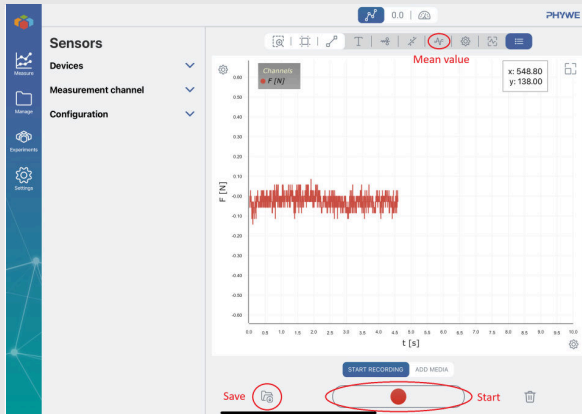 0.0
PHYWE
Sensors
Devices
Measurement channel
Configuration
Measure
Manage
Experiments
Settings
T
Mean value
Channels
F [N]
x: 548.80
y: 138.00
0.60
0.40
0.30
0.20
0.10
-0.00
-0.10
-0.20
-0.30
-0.40
-0.50
-0.60
F [N]
0.0 0.5 1.0 1.5 2.0 2.5 3.0 3.5 4.0 4.5 5.0 5.5 6.0 6.5 7.0 7.5 8.0 8.5 9.0 9.5 10.0
t [s]
START RECORDING ADD MEDIA
Save
Start